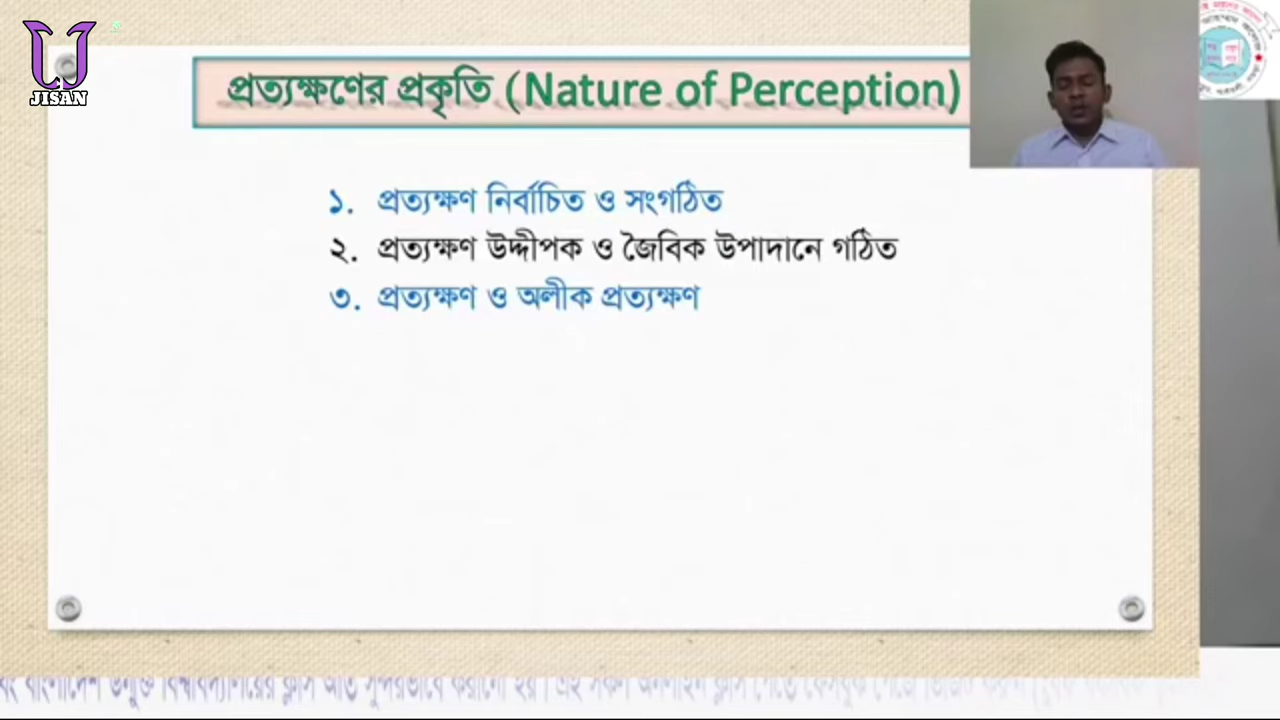 JISAN
প্রত্যক্ষণের প্রকৃতি (Nature of Perception)
১. প্রত্যক্ষণ নির্বাচিত ও সংগঠিত
২. প্রত্যক্ষণ উদ্দীপক ও জৈবিক উপাদানে গঠিত
৩. প্রত্যক্ষণ ও অলীক প্রত্যক্ষণ